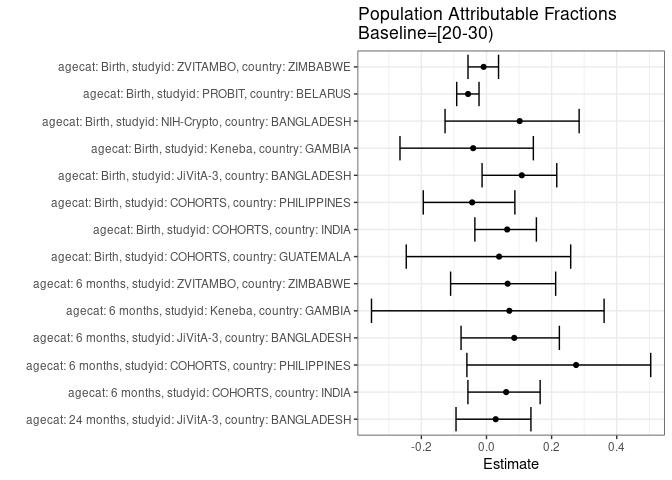 Population Attributable Fractions
Baseline=[20-30)
agecat: Birth, studyid: ZVITAMBO, country: ZIMBABWE
agecat: Birth, studyid: PROBIT, country: BELARUS
agecat: Birth, studyid: NIH-Crypto, country: BANGLADESH
agecat: Birth, studyid: Keneba, country: GAMBIA
agecat: Birth, studyid: JiVitA-3, country: BANGLADESH
agecat: Birth, studyid: COHORTS, country: PHILIPPINES
agecat: Birth, studyid: COHORTS, country: INDIA
agecat: Birth, studyid: COHORTS, country: GUATEMALA
agecat: 6 months, studyid: ZVITAMBO, country: ZIMBABWE
agecat: 6 months, studyid: Keneba, country: GAMBIA
agecat: 6 months, studyid: JiVitA-3, country: BANGLADESH
agecat: 6 months, studyid: COHORTS, country: PHILIPPINES
agecat: 6 months, studyid: COHORTS, country: INDIA
agecat: 24 months, studyid: JiVitA-3, country: BANGLADESH
-0.2 0.0 0.2 0.4
Estimate